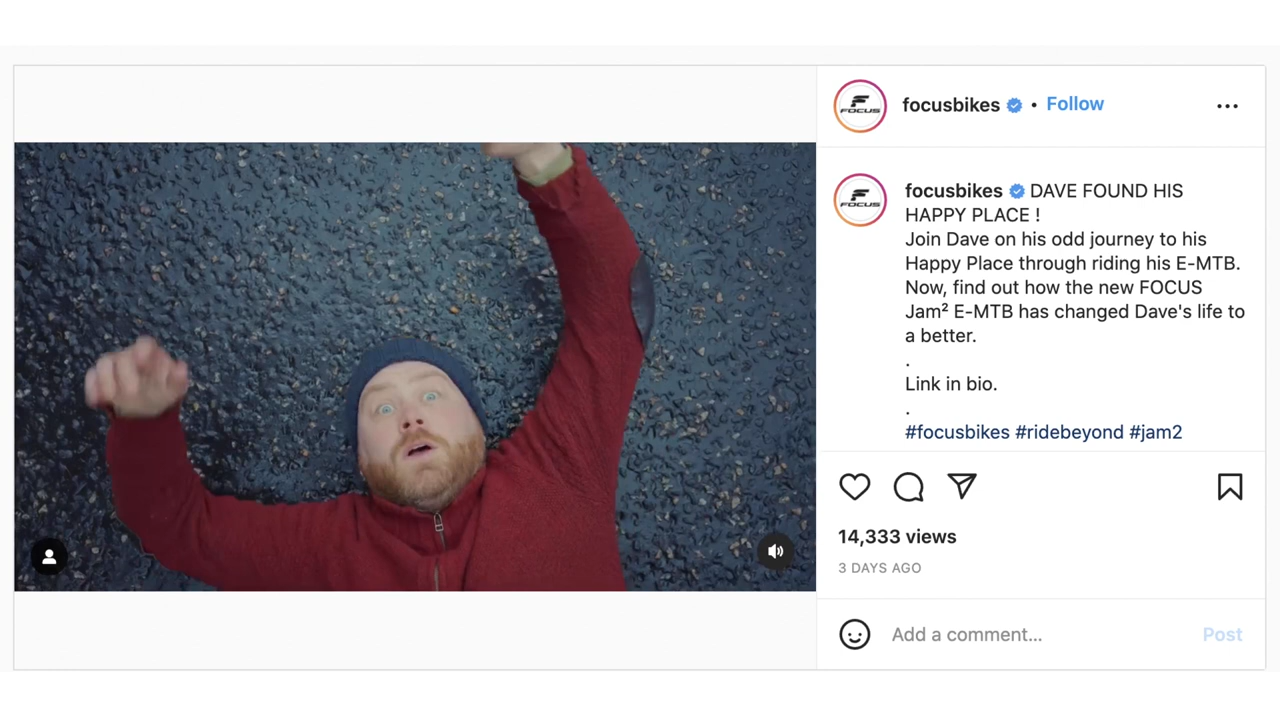 FOCUS
focusbikes • Follow
FOCUS
focusbikes DAVE FOUND HIS
HAPPY PLACE !
Join Dave on his odd journey to his
Happy Place through riding his E-MTB.
Now, find out how the new FOCUS
Jam² E-MTB has changed Dave's life to
a better.
.
Link in bio.
.
#focusbikes #ridebeyond #jam2
14,333 views
3 DAYS AGO
Add a comment... Post